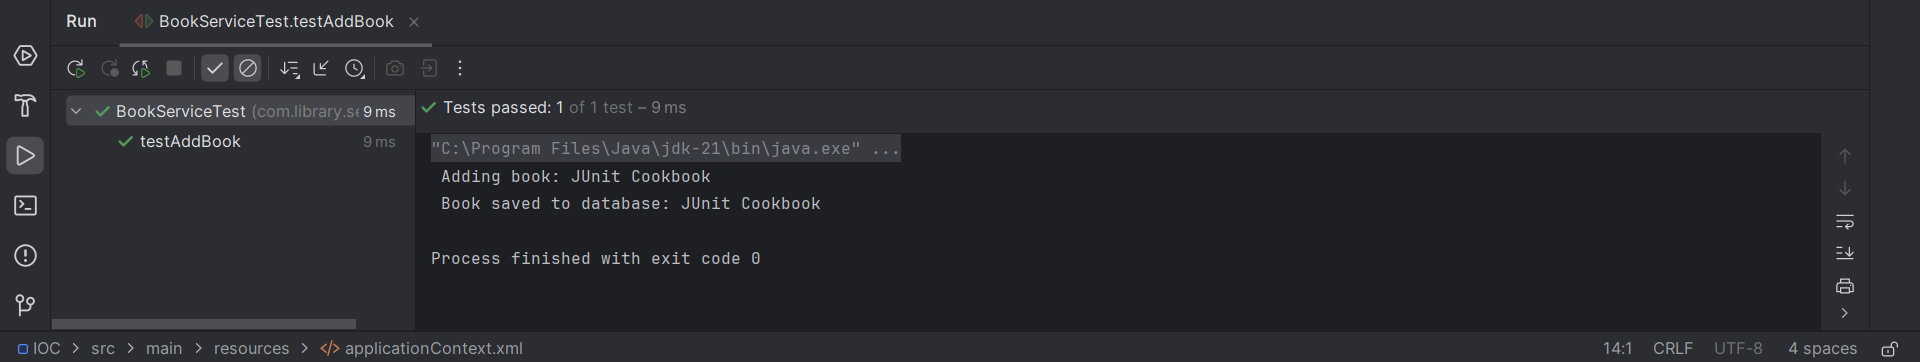 Run BookServiceTest.testAddBook
BookServiceTest (com.library.se 9 ms
testAddBook 9 ms
Tests passed: 1 of 1 test – 9 ms
"C:\Program Files\Java\jdk-21\bin\java.exe" ...
Adding book: JUnit Cookbook
Book saved to database: JUnit Cookbook
Process finished with exit code 0
IOC > src > main > resources > </> applicationContext.xml 14:1 CRLF UTF-8 4 spaces